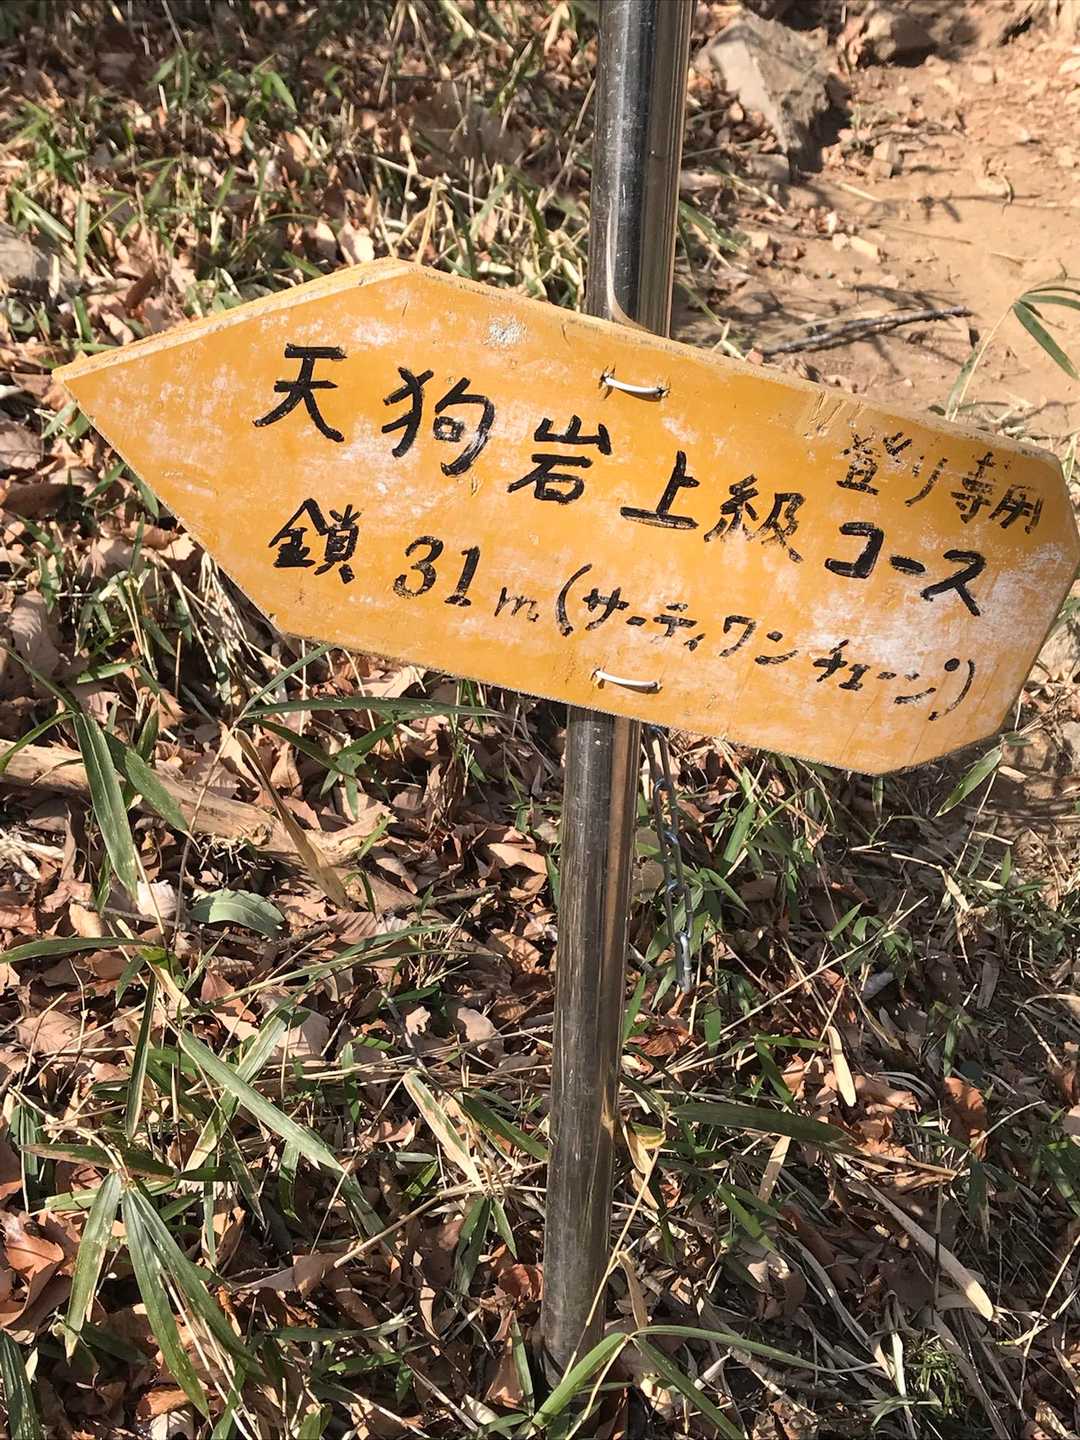 天狗岩上級コース
登り専用
鎖31m(サーティワンチェーン)